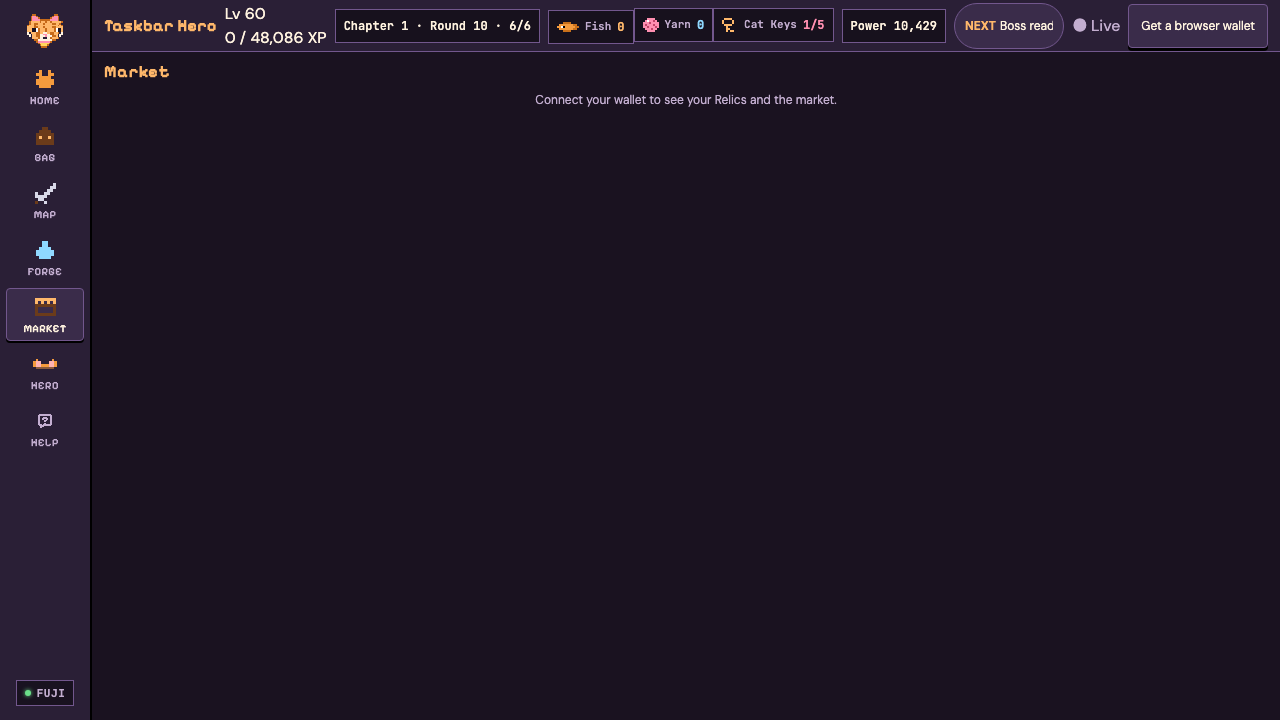 Taskbar Hero
Lv 60
0 / 48,086 XP
Chapter 1 · Round 10 · 6/6
Fish 0
Yarn 0
Cat Keys 1/5
Power 10,429
NEXT Boss read
Live
Get a browser wallet
HOME
BAG
MAP
FORGE
MARKET
HERO
HELP
FUJI
Market
Connect your wallet to see your Relics and the market.